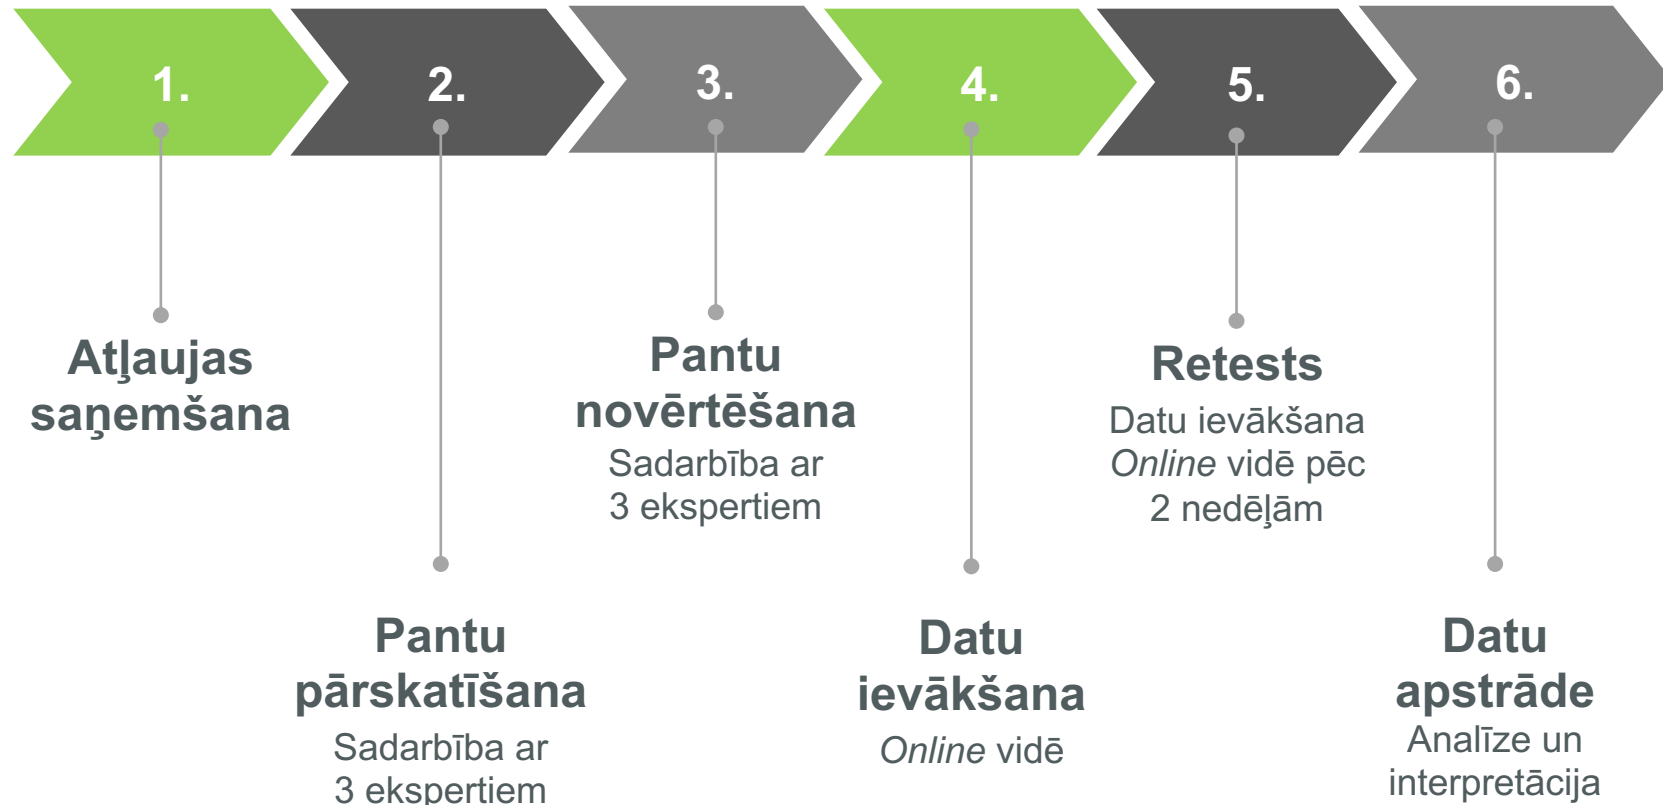 1.
2.
3.
4.
5.
6.
Atļaujas
saņemšana
Pantu
pārskatīšana
Sadarbība ar
3 ekspertiem
Pantu
novērtēšana
Sadarbība ar
3 ekspertiem
Datu
ievākšana
Online vidē
Retests
Datu ievākšana
Online vidē pēc
2 nedēļām
Datu
apstrāde
Analīze un
interpretācija